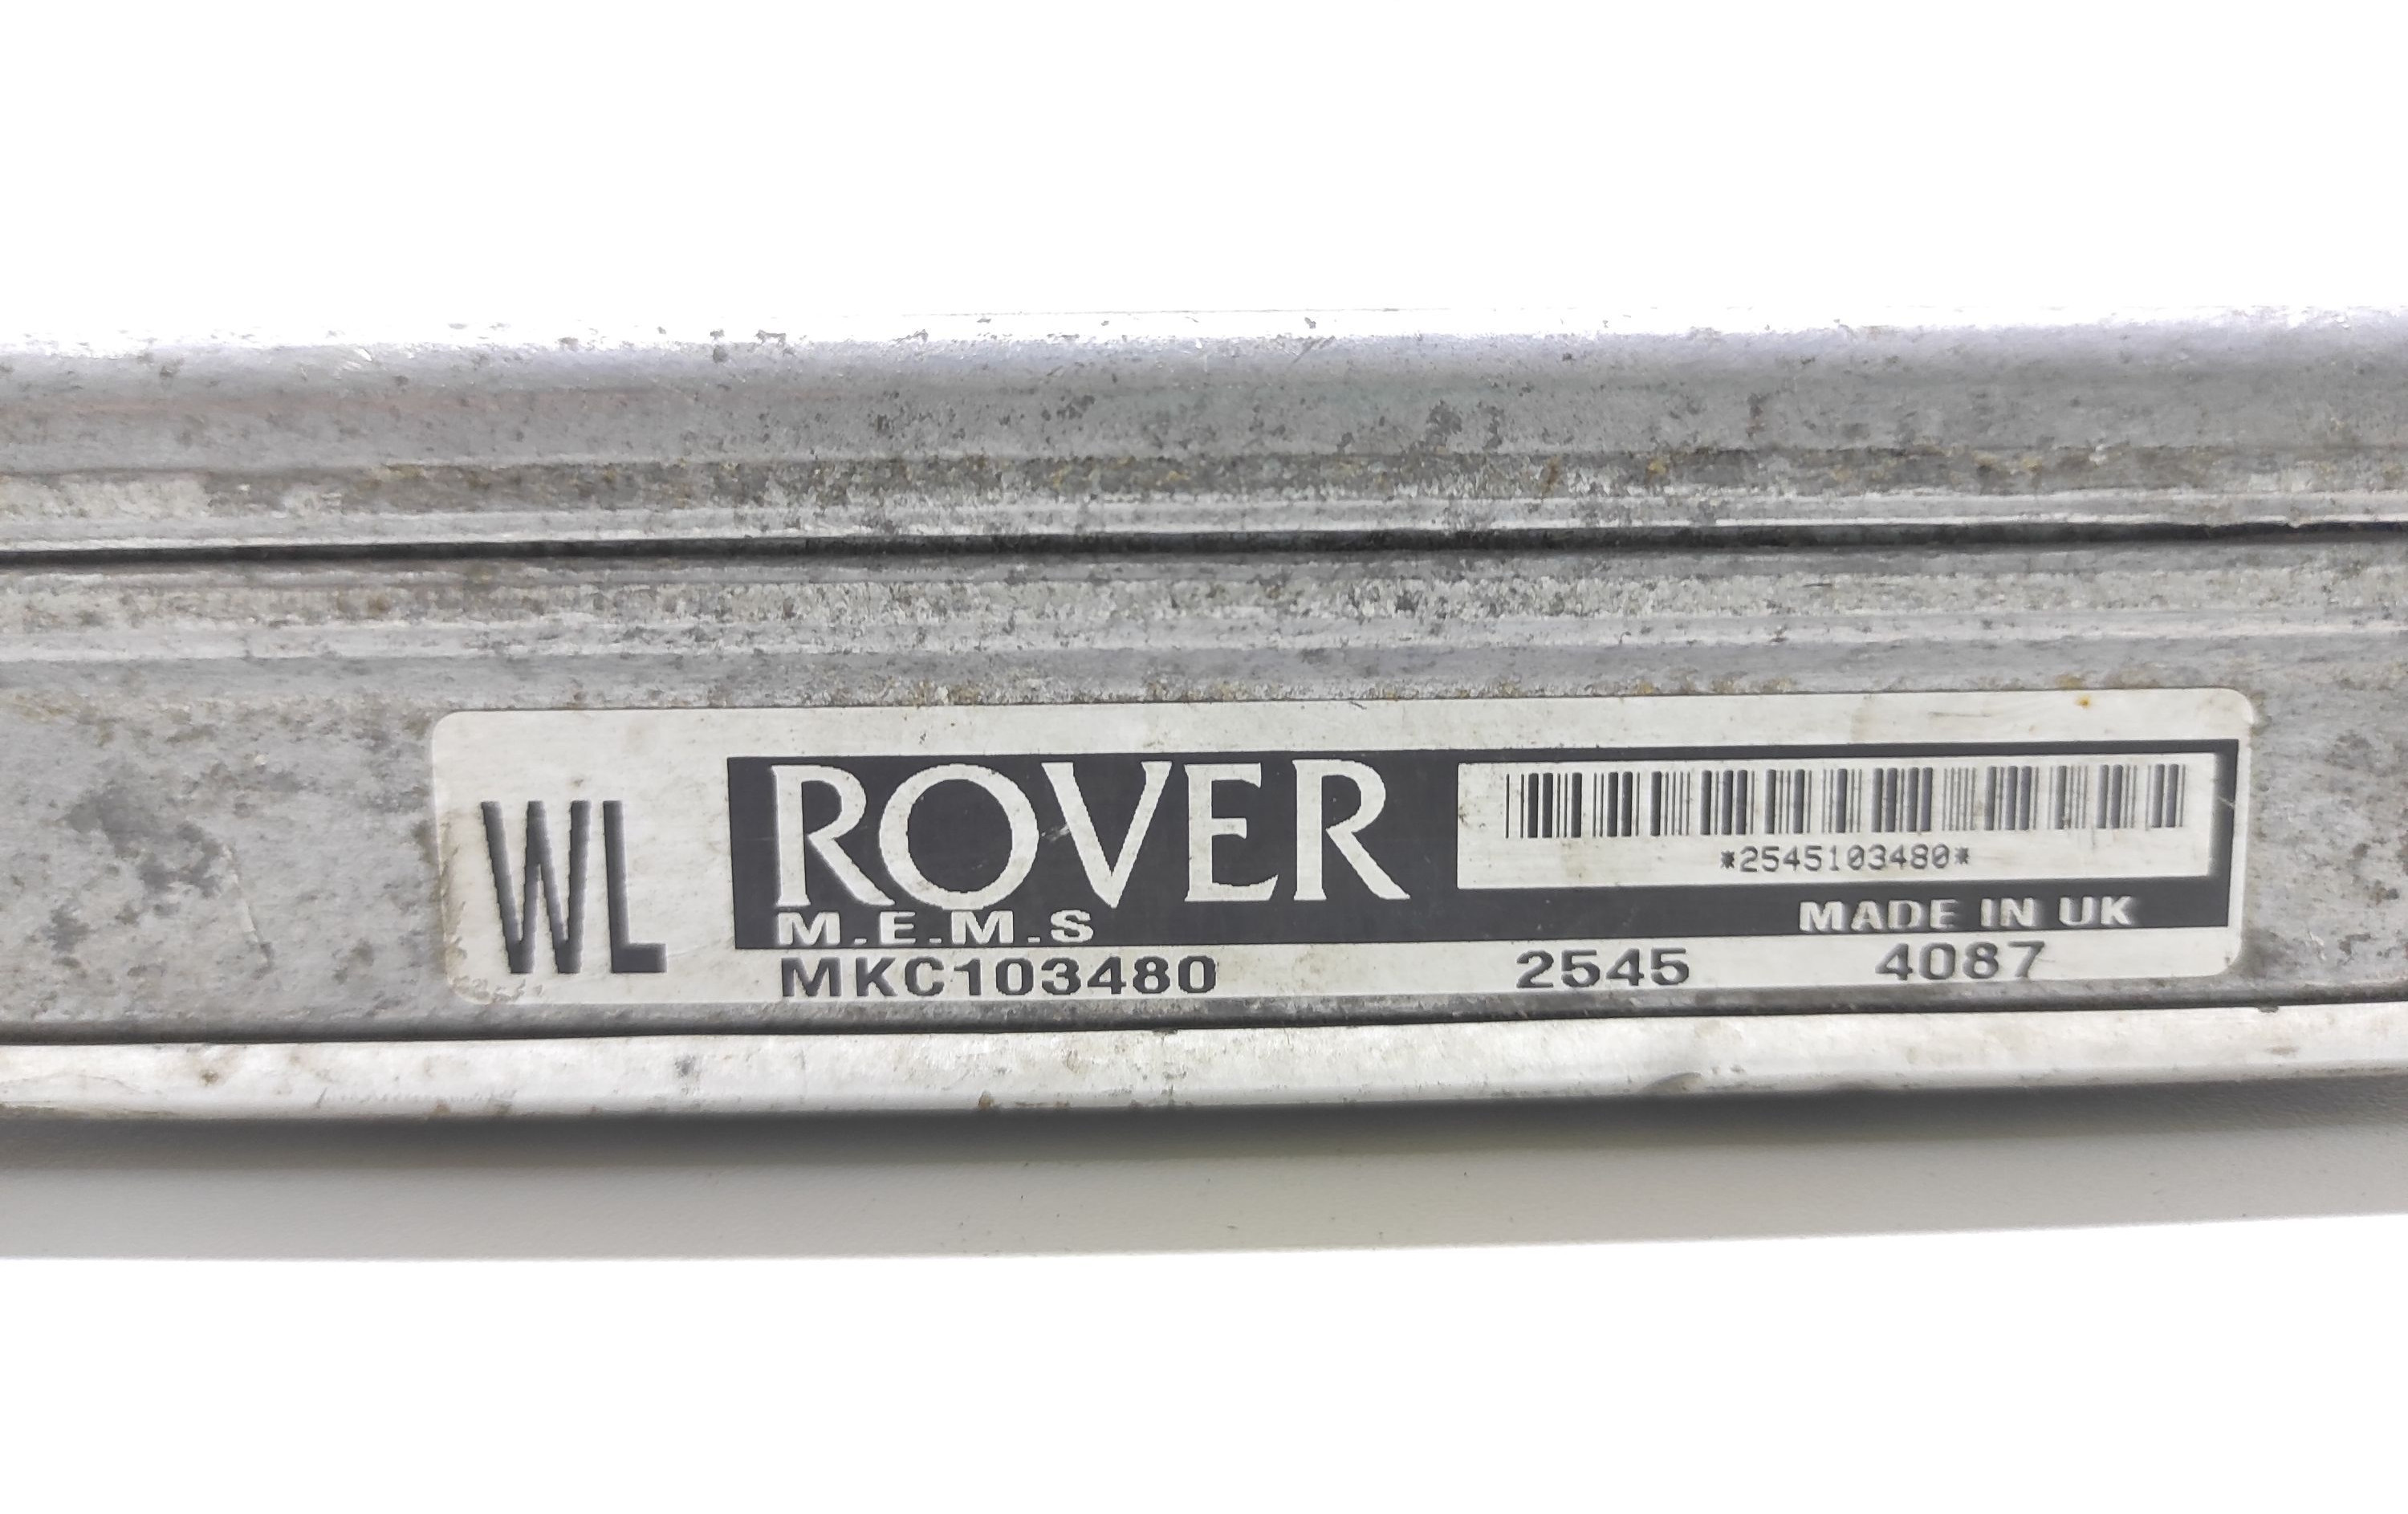 WL
ROVER
*2545103480*
M.E.M.S
MADE IN UK
MKC103480 2545 4087